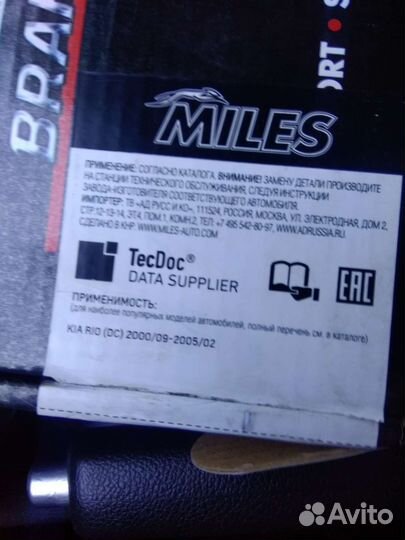 BRA
ORT • S
MILES
ПРИМЕНЕНИЕ: СОГЛАСНО КАТАЛОГА. ВНИМАНИЕ! ЗАМЕНУ ДЕТАЛИ ПРОИЗВОДИТЕ
НА СТАНЦИИ ТЕХНИЧЕСКОГО ОБСЛУЖИВАНИЯ, СЛЕДУЯ ИНСТРУКЦИИ
ЗАВОДА-ИЗГОТОВИТЕЛЯ СООТВЕТСТВУЮЩЕГО АВТОМОБИЛЯ.
ИМПОРТЕР: ТВ «АД РУСС И КО», 111524, РОССИЯ, МОСКВА, УЛ. ЭЛЕКТРОДНАЯ, ДОМ 2,
СТР.12-13-14, ЭТ.4, ПОМ.1, КОМН.2, ТЕЛ. +7 495 542-80-97, WWW.ADRUSSIA.RU.
СДЕЛАНО В КНР. WWW.MILES-AUTO.COM
TecDoc®
DATA SUPPLIER
EAC
ПРИМЕНИМОСТЬ:
(для наиболее популярных моделей автомобилей, полный перечень см. в каталоге)
KIA RIO (DC) 2000/09-2005/02
Avito